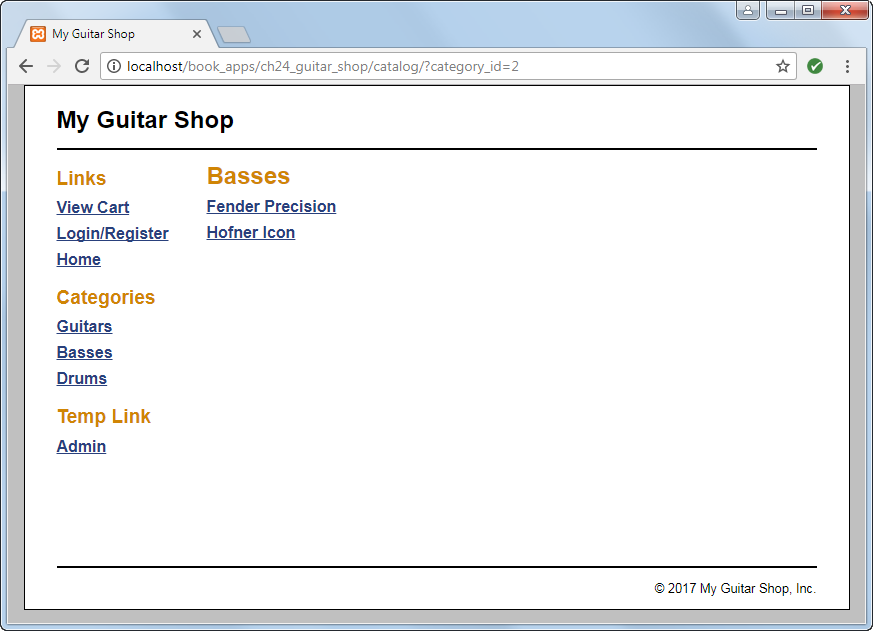 My Guitar Shop
localhost/book_apps/ch24_guitar_shop/catalog/?category_id=2
My Guitar Shop
Links
View Cart
Login/Register
Home
Categories
Guitars
Basses
Drums
Temp Link
Admin
Basses
Fender Precision
Hofner Icon
© 2017 My Guitar Shop, Inc.